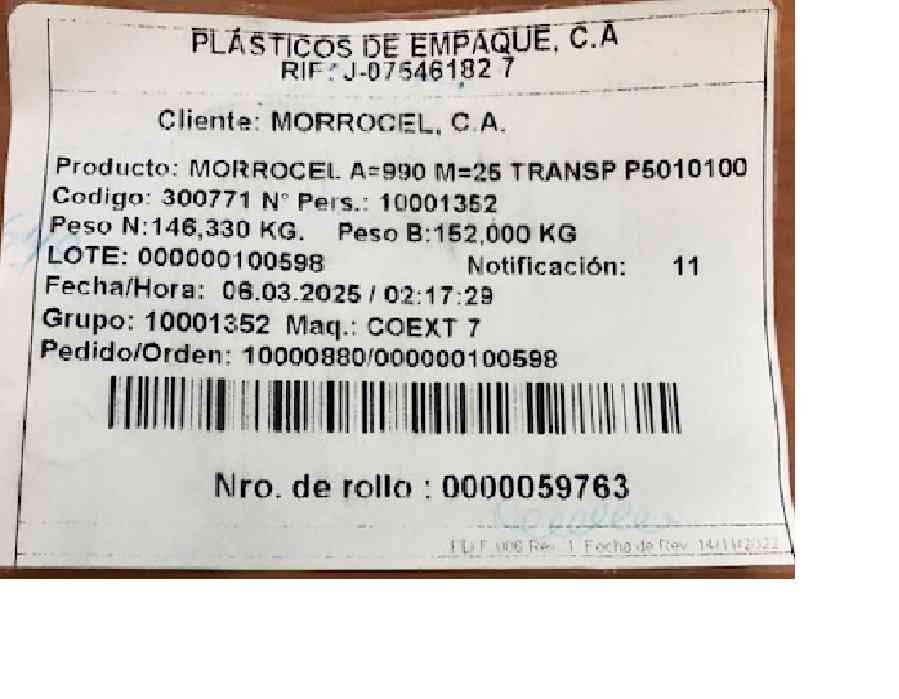 PLÁSTICOS DE EMPAQUE, C.A
RIF: J-07546182 7
Cliente: MORROCEL, C.A.
Producto: MORROCEL A=990 M=25 TRANSP P5010100
Codigo: 300771 N° Pers.: 10001352
Peso N:146,330 KG. Peso B:152,000 KG
LOTE: 000000100598 Notificación: 11
Fecha/Hora: 06.03.2025 / 02:17:29
Grupo: 10001352 Maq.: COEXT 7
Pedido/Orden: 10000880/000000100598
Nro. de rollo : 0000059763
006 Rev. 1 Fecha de Rev. 14/11/2022